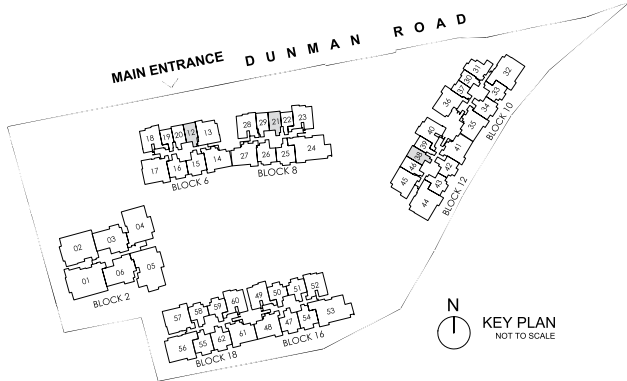 DUNMAN ROAD
MAIN ENTRANCE
18 19 20 12 13
17 16 15 14
BLOCK 6
28 29 21 22 23
27 26 25 24
BLOCK 8
31 30 37 36
32 33 34 35
BLOCK 10
40 39 38 46 45
41 42 43 44
BLOCK 12
02 03 04
01 06 05
BLOCK 2
57 58 59 60
56 55 62 61
BLOCK 18
49 50 51 52
48 47 54 53
BLOCK 16
N
KEY PLAN
NOT TO SCALE